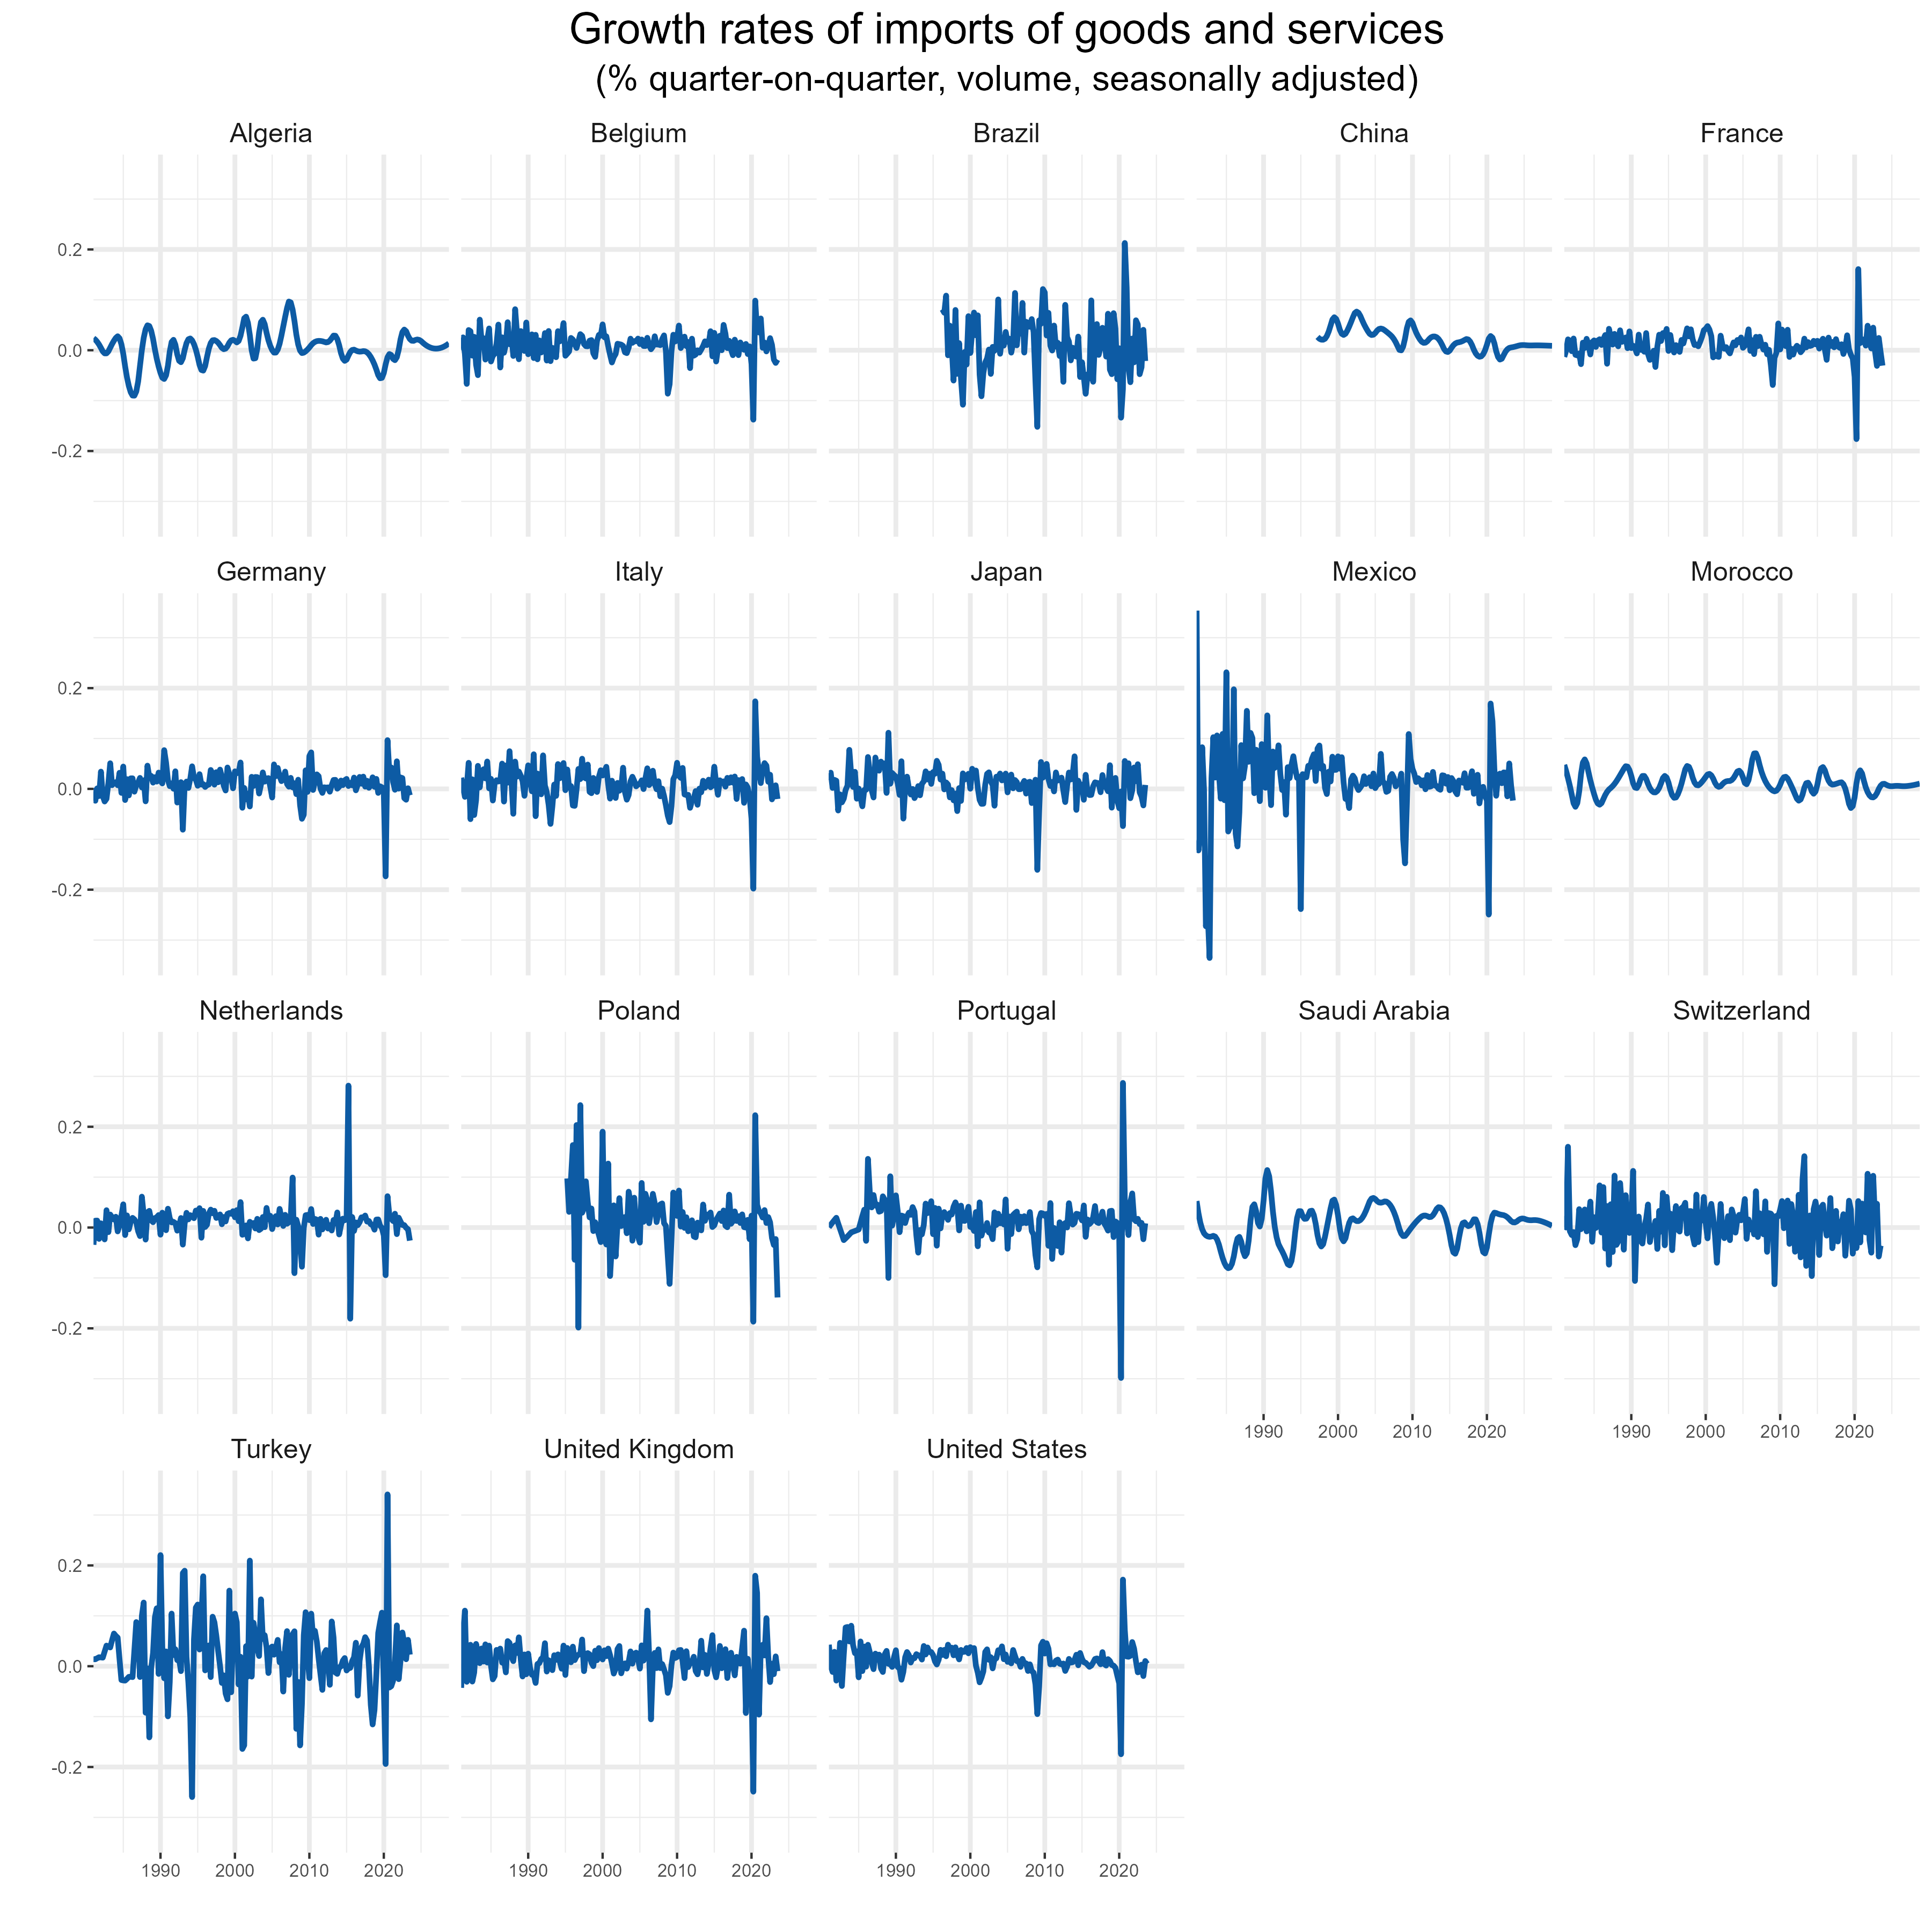 Growth rates of imports of goods and services
(% quarter-on-quarter, volume, seasonally adjusted)
Algeria Belgium Brazil China France
0.2
0.0
-0.2
Germany Italy Japan Mexico Morocco
0.2
0.0
-0.2
Netherlands Poland Portugal Saudi Arabia Switzerland
0.2
0.0
-0.2
1990 2000 2010 2020 1990 2000 2010 2020
Turkey United Kingdom United States
0.2
0.0
-0.2
1990 2000 2010 2020 1990 2000 2010 2020 1990 2000 2010 2020